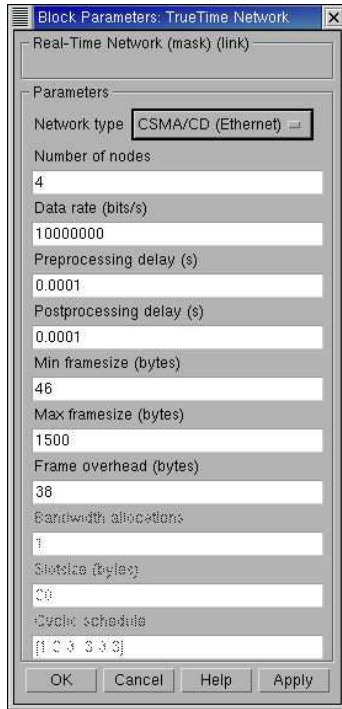 Block Parameters: TrueTime Network
Real-Time Network (mask) (link)
Parameters
Network type CSMA/CD (Ethernet)
Number of nodes
4
Data rate (bits/s)
10000000
Preprocessing delay (s)
0.0001
Postprocessing delay (s)
0.0001
Min framesize (bytes)
46
Max framesize (bytes)
1500
Frame overhead (bytes)
38
Bandwidth allocations
1
Slotsize (bytes)
Cyclic schedule
OK Cancel Help Apply